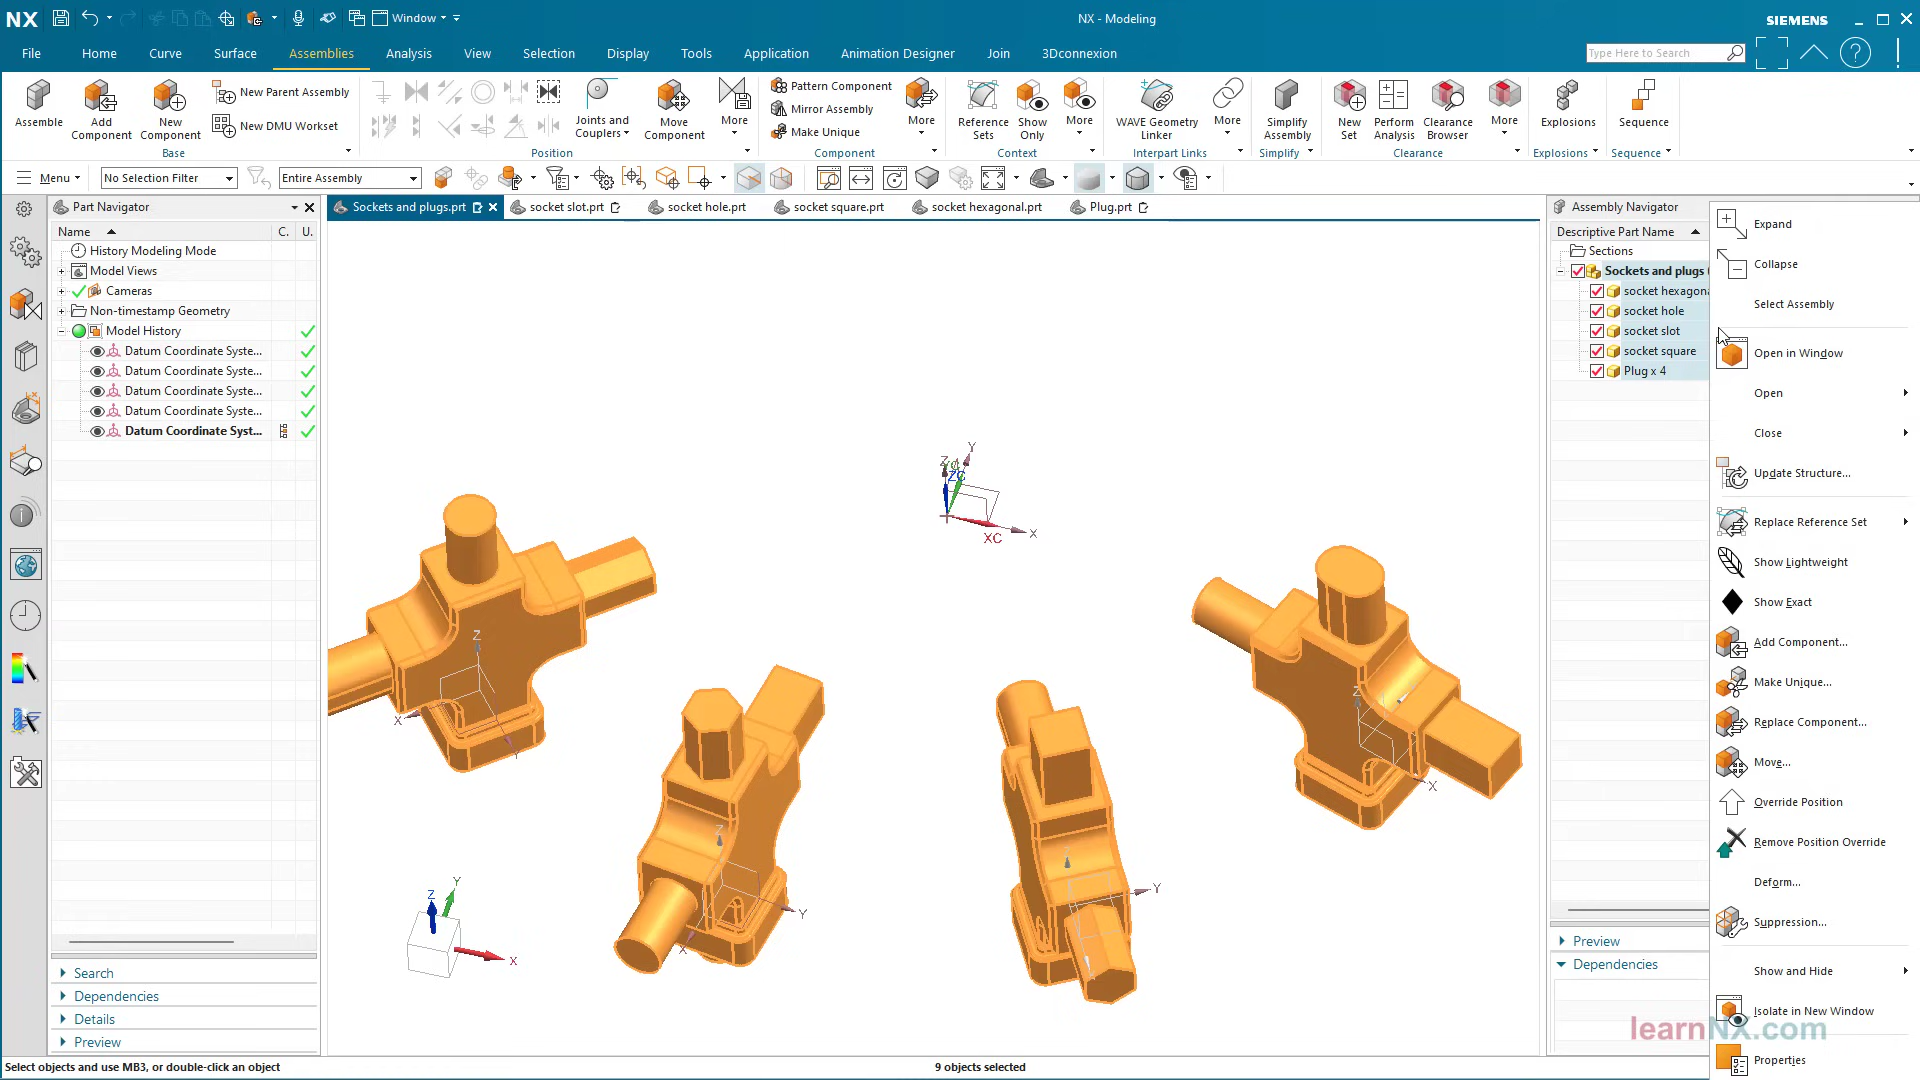 NX
Window
NX - Modeling
SIEMENS
File
Home
Curve
Surface
Assemblies
Analysis
View
Selection
Display
Tools
Application
Animation Designer
Join
3Dconnexion
Type Here to Search
Assembly
Add Component
New Component
New Parent Assembly
New DMU Workset
Base
Joints and Couplers
Move Component
More
Position
Pattern Component
Mirror Assembly
Make Unique
More
Component
Reference Sets
Show Only
More
Context
WAVE Geometry Linker
More
Interpart Links
Simplify Assembly
Simplify
New Set
Perform Analysis
Clearance Browser
More
Clearance
Explosions
Explosions
Sequence
Sequence
Menu
No Selection Filter
Entire Assembly
Part Navigator
Name
C.
U.
History Modeling Mode
Model Views
Cameras
Non-timestamp Geometry
Model History
Datum Coordinate Syste...
Datum Coordinate Syste...
Datum Coordinate Syste...
Datum Coordinate Syste...
Datum Coordinate Syst...
Search
Dependencies
Details
Preview
Sockets and plugs.prt
socket slot.prt
socket hole.prt
socket square.prt
socket hexagonal.prt
Plug.prt
Z
Y
YC
ZC
XC
X
Z
X
Y
Z
Y
X
Z
Y
X
Z
X
Z
Y
X
Assembly Navigator
Descriptive Part Name
Sections
Sockets and plugs (
socket hexagona
socket hole
socket slot
socket square
Plug x 4
Preview
Dependencies
Expand
Collapse
Select Assembly
Open in Window
Open
Close
Update Structure...
Replace Reference Set
Show Lightweight
Show Exact
Add Component...
Make Unique...
Replace Component...
Move...
Override Position
Remove Position Override
Deform...
Suppression...
Show and Hide
Isolate in New Window
Properties
learnNX.com
Select objects and use MB3, or double-click an object
9 objects selected